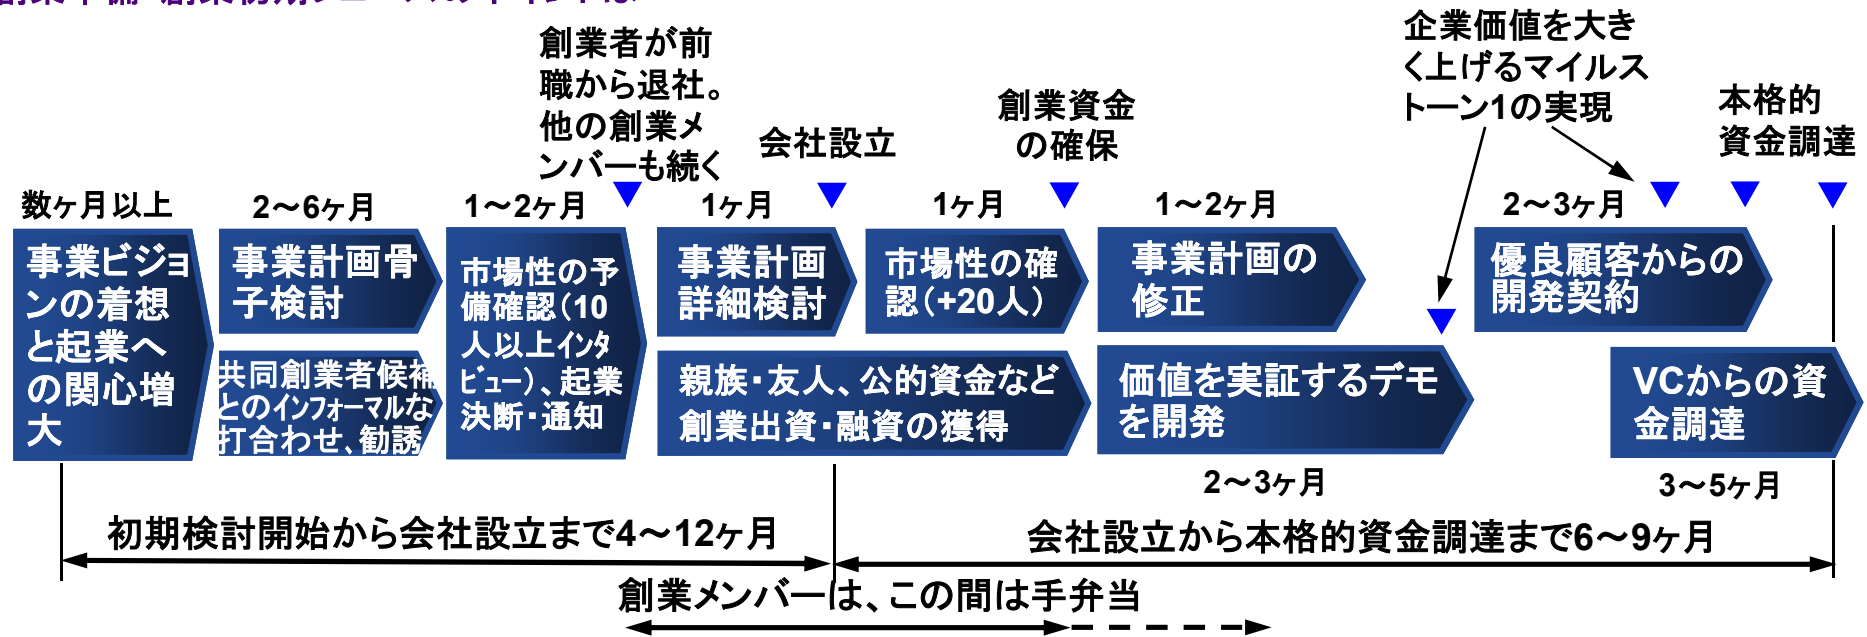 創業者が前
職から退社。
他の創業メ
ンバーも続く
会社設立
創業資金
の確保
企業価値を大き
く上げるマイルス
トーン1の実現
本格的
資金調達
数ヶ月以上
2～6ヶ月
1～2ヶ月
1ヶ月
1ヶ月
1～2ヶ月
2～3ヶ月
事業ビジョ
ンの着想
と起業へ
の関心増
大
事業計画骨
子検討
共同創業者候補
とのインフォーマルな
打合わせ、勧誘
市場性の予
備確認（10
人以上インタ
ビュー）、起業
決断・通知
事業計画
詳細検討
市場性の確
認（+20人）
親族・友人、公的資金など
創業出資・融資の獲得
事業計画の
修正
価値を実証するデモ
を開発
2～3ヶ月
優良顧客からの
開発契約
VCからの資
金調達
3～5ヶ月
初期検討開始から会社設立まで4～12ヶ月
会社設立から本格的資金調達まで6～9ヶ月
創業メンバーは、この間は手弁当